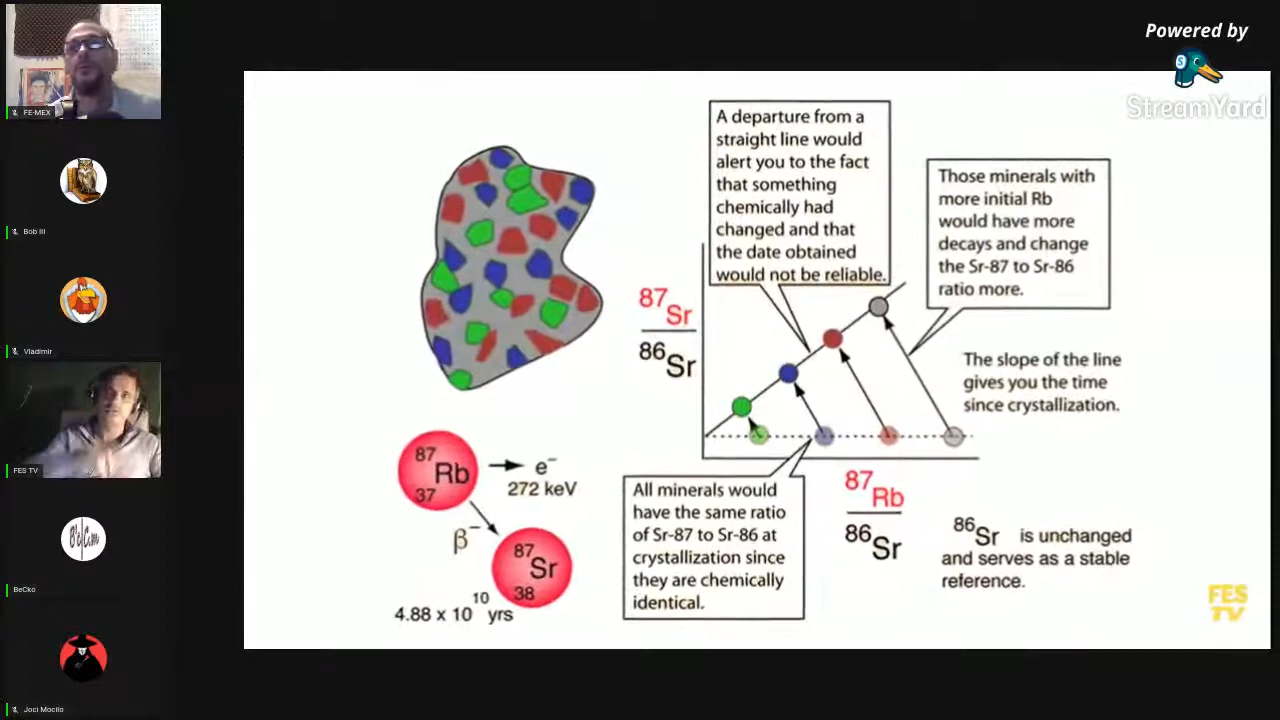 Powered by
S
StreamYard
FE-MEX
Bob III
Vladimir
FES TV
BeCko
Joci Mocilo
A departure from a
straight line would
alert you to the fact
that something
chemically had
changed and that
the date obtained
would not be reliable.
Those minerals with
more initial Rb
would have more
decays and change
the Sr-87 to Sr-86
ratio more.
87Sr
86Sr
The slope of the line
gives you the time
since crystallization.
87
Rb
37
e⁻
272 keV
β⁻
87
Sr
38
4.88 x 10¹⁰ yrs
All minerals would
have the same ratio
of Sr-87 to Sr-86 at
crystallization since
they are chemically
identical.
87Rb
86Sr
86Sr is unchanged
and serves as a stable
reference.
FES
TV